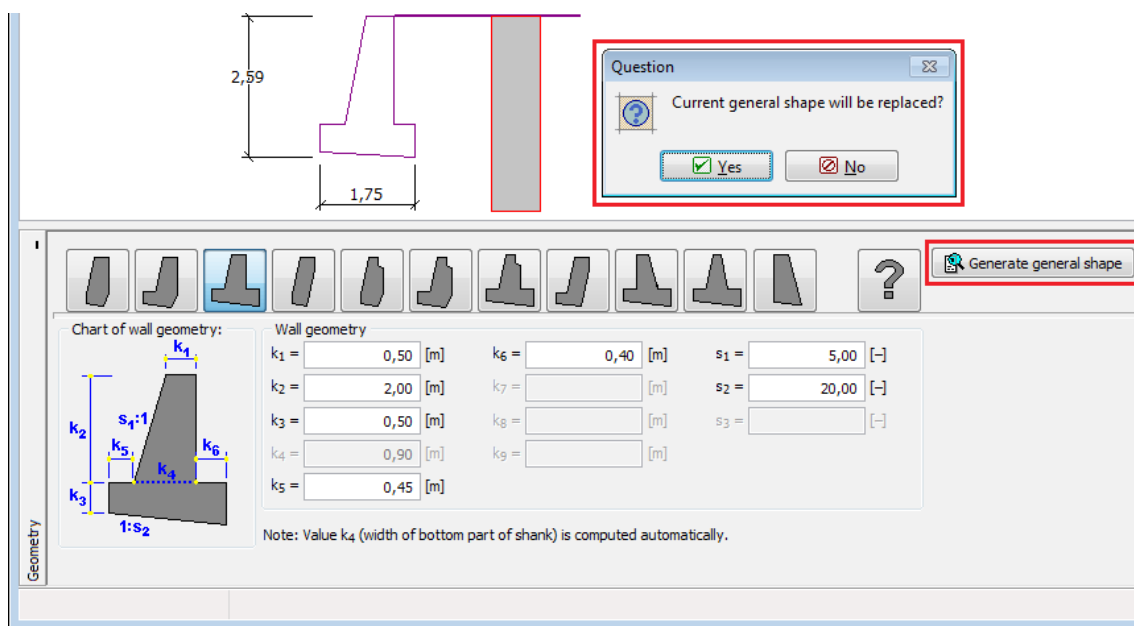 2,59
1,75
Question
Current general shape will be replaced?
Yes
No
Geometry
?
Generate general shape
Chart of wall geometry:
k1
k2
s1:1
k5
k4
k6
k3
1:s2
Wall geometry
k1 = 0,50 [m] k6 = 0,40 [m] s1 = 5,00 [–]
k2 = 2,00 [m] k7 = [m] s2 = 20,00 [–]
k3 = 0,50 [m] k8 = [m] s3 = [–]
k4 = 0,90 [m] k9 = [m]
k5 = 0,45 [m]
Note: Value k4 (width of bottom part of shank) is computed automatically.